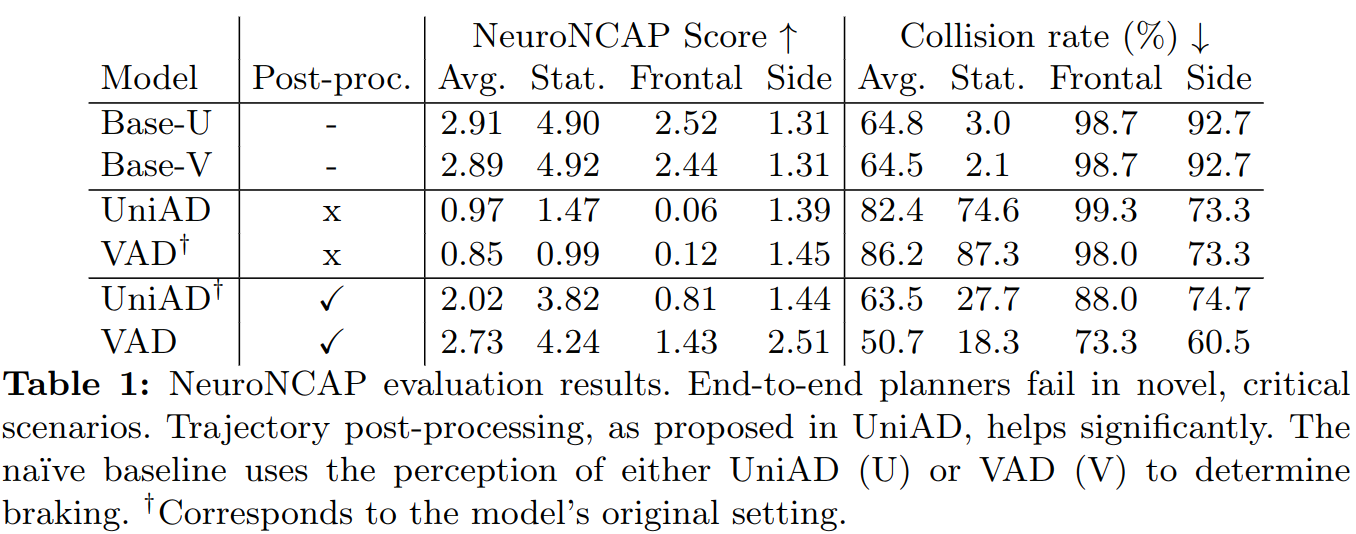 NeuroNCAP Score ↑ Collision rate (%) ↓
Model Post-proc. Avg. Stat. Frontal Side Avg. Stat. Frontal Side
Base-U - 2.91 4.90 2.52 1.31 64.8 3.0 98.7 92.7
Base-V - 2.89 4.92 2.44 1.31 64.5 2.1 98.7 92.7
UniAD x 0.97 1.47 0.06 1.39 82.4 74.6 99.3 73.3
VAD† x 0.85 0.99 0.12 1.45 86.2 87.3 98.0 73.3
UniAD† ✓ 2.02 3.82 0.81 1.44 63.5 27.7 88.0 74.7
VAD ✓ 2.73 4.24 1.43 2.51 50.7 18.3 73.3 60.5
Table 1: NeuroNCAP evaluation results. End-to-end planners fail in novel, critical
scenarios. Trajectory post-processing, as proposed in UniAD, helps significantly. The
naïve baseline uses the perception of either UniAD (U) or VAD (V) to determine
braking. †Corresponds to the model's original setting.